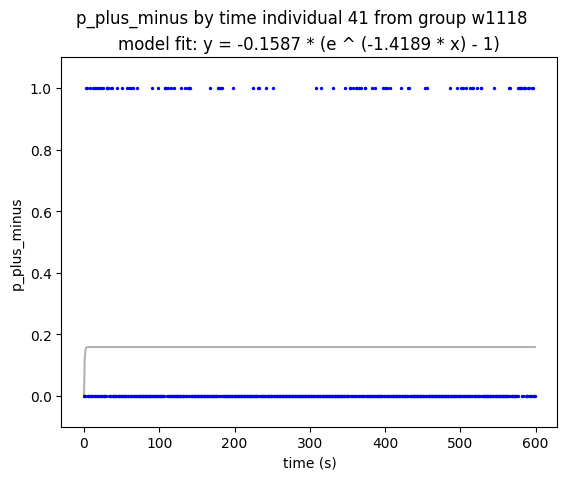 p_plus_minus by time individual 41 from group w1118
model fit: y = -0.1587 * (e ^ (-1.4189 * x) - 1)
1.0
0.8
0.6
0.4
0.2
0.0
p_plus_minus
0 100 200 300 400 500 600
time (s)